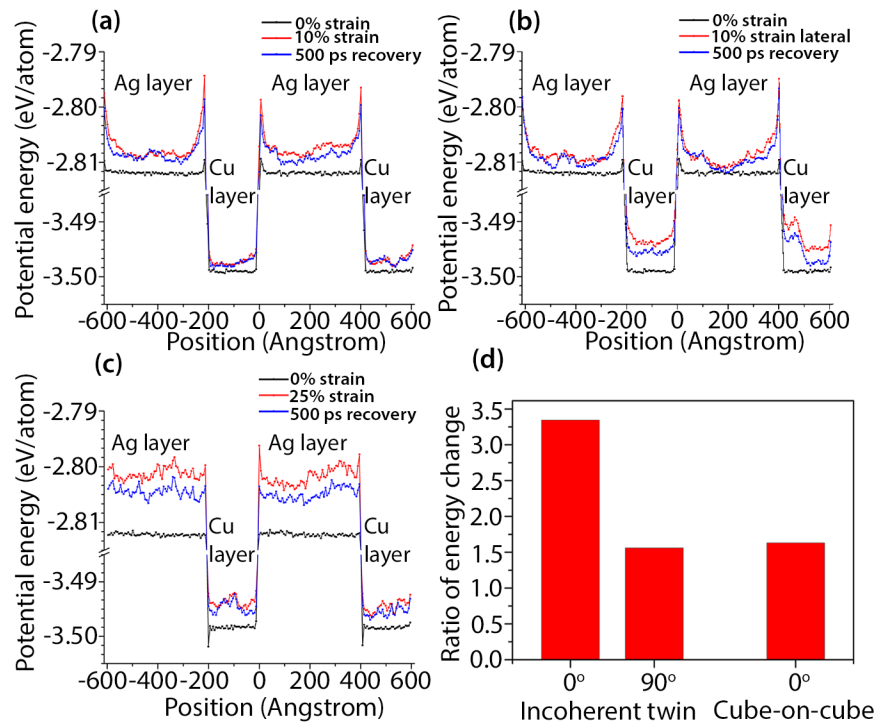 (a)
0% strain
10% strain
500 ps recovery
-2.79
-2.80
-2.81
-3.49
-3.50
Potential energy (eV/atom)
Ag layer
Ag layer
Cu
layer
Cu
layer
-600 -400 -200 0 200 400 600
Position (Angstrom)
(b)
0% strain
10% strain lateral
500 ps recovery
-2.79
-2.80
-2.81
-3.49
-3.50
Potential energy (eV/atom)
Ag layer
Ag layer
Cu
layer
Cu
layer
-600 -400 -200 0 200 400 600
Position (Angstrom)
(c)
0% strain
25% strain
500 ps recovery
-2.79
-2.80
-2.81
-3.49
-3.50
Potential energy (eV/atom)
Ag layer
Ag layer
Cu
layer
Cu
layer
-600 -400 -200 0 200 400 600
Position (Angstrom)
(d)
3.5
3.0
2.5
2.0
1.5
1.0
0.5
0.0
Ratio of energy change
0° 90° 0°
Incoherent twin Cube-on-cube